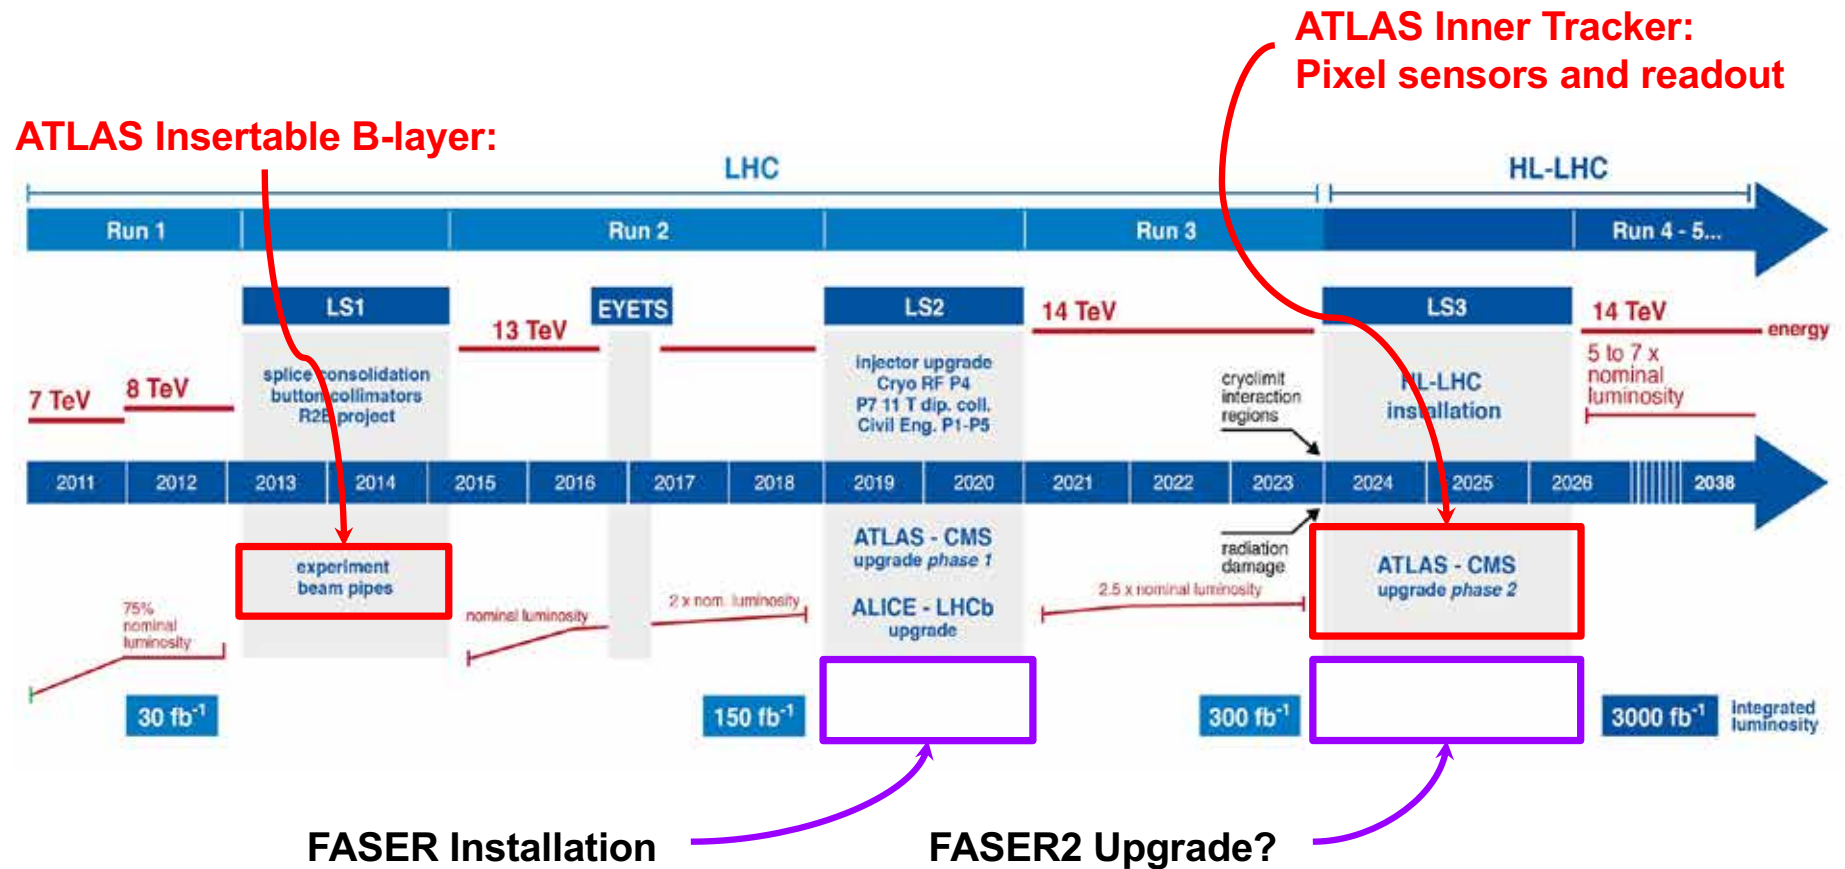 ATLAS Inner Tracker:
Pixel sensors and readout
ATLAS Insertable B-layer:
LHC
HL-LHC
Run 1
Run 2
Run 3
Run 4 - 5...
LS1
EYETS
LS2
LS3
13 TeV
14 TeV
14 TeV
energy
splice consolidation
button collimators
R2E project
injector upgrade
Cryo RF P4
P7 11 T dip. coll.
Civil Eng. P1-P5
cryolimit
interaction
regions
HL-LHC
installation
5 to 7 x
nominal
luminosity
7 TeV
8 TeV
2011
2012
2013
2014
2015
2016
2017
2018
2019
2020
2021
2022
2023
2024
2025
2026
2038
experiment
beam pipes
ATLAS - CMS
upgrade phase 1
ALICE - LHCb
upgrade
radiation
damage
ATLAS - CMS
upgrade phase 2
75%
nominal
luminosity
nominal luminosity
2 x nom. luminosity
2.5 x nominal luminosity
30 fb⁻¹
150 fb⁻¹
300 fb⁻¹
3000 fb⁻¹
integrated
luminosity
FASER Installation
FASER2 Upgrade?